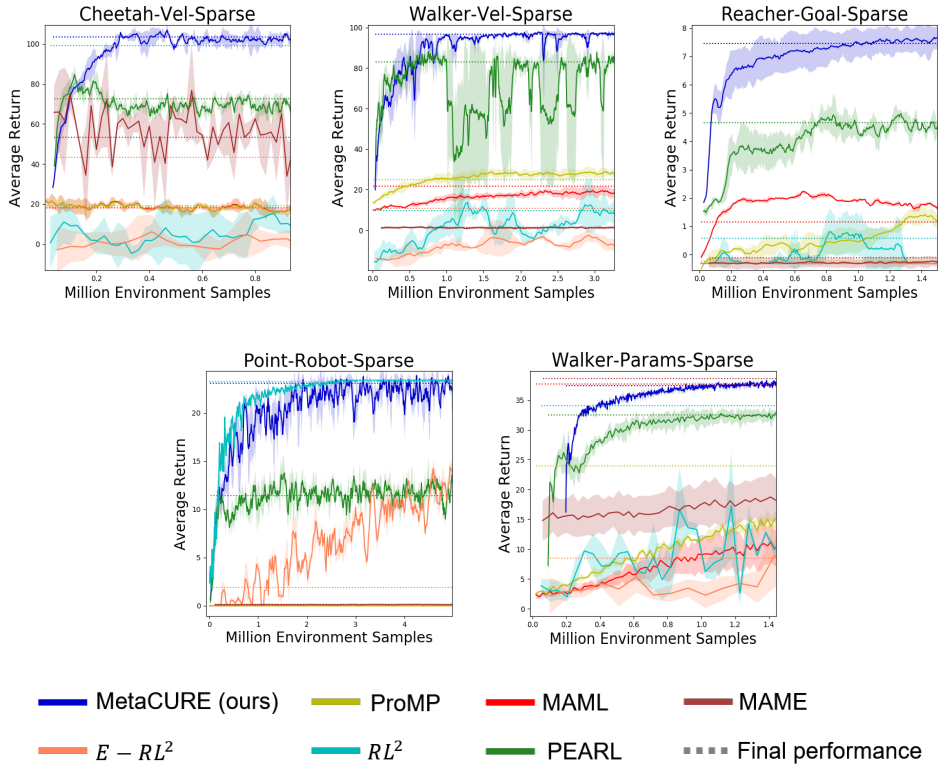 Cheetah-Vel-Sparse
Average Return
100
80
60
40
20
0
0.2
0.4
0.6
0.8
Million Environment Samples
Walker-Vel-Sparse
Average Return
100
80
60
40
20
0
0.0
0.5
1.0
1.5
2.0
2.5
3.0
Million Environment Samples
Reacher-Goal-Sparse
Average Return
8
7
6
5
4
3
2
1
0
0.0
0.2
0.4
0.6
0.8
1.0
1.2
1.4
Million Environment Samples
Point-Robot-Sparse
Average Return
20
15
10
5
0
0
1
2
3
4
Million Environment Samples
Walker-Params-Sparse
Average Return
35
30
25
20
15
10
5
0
0.0
0.2
0.4
0.6
0.8
1.0
1.2
1.4
Million Environment Samples
MetaCURE (ours)
ProMP
MAML
MAME
E − RL²
RL²
PEARL
Final performance